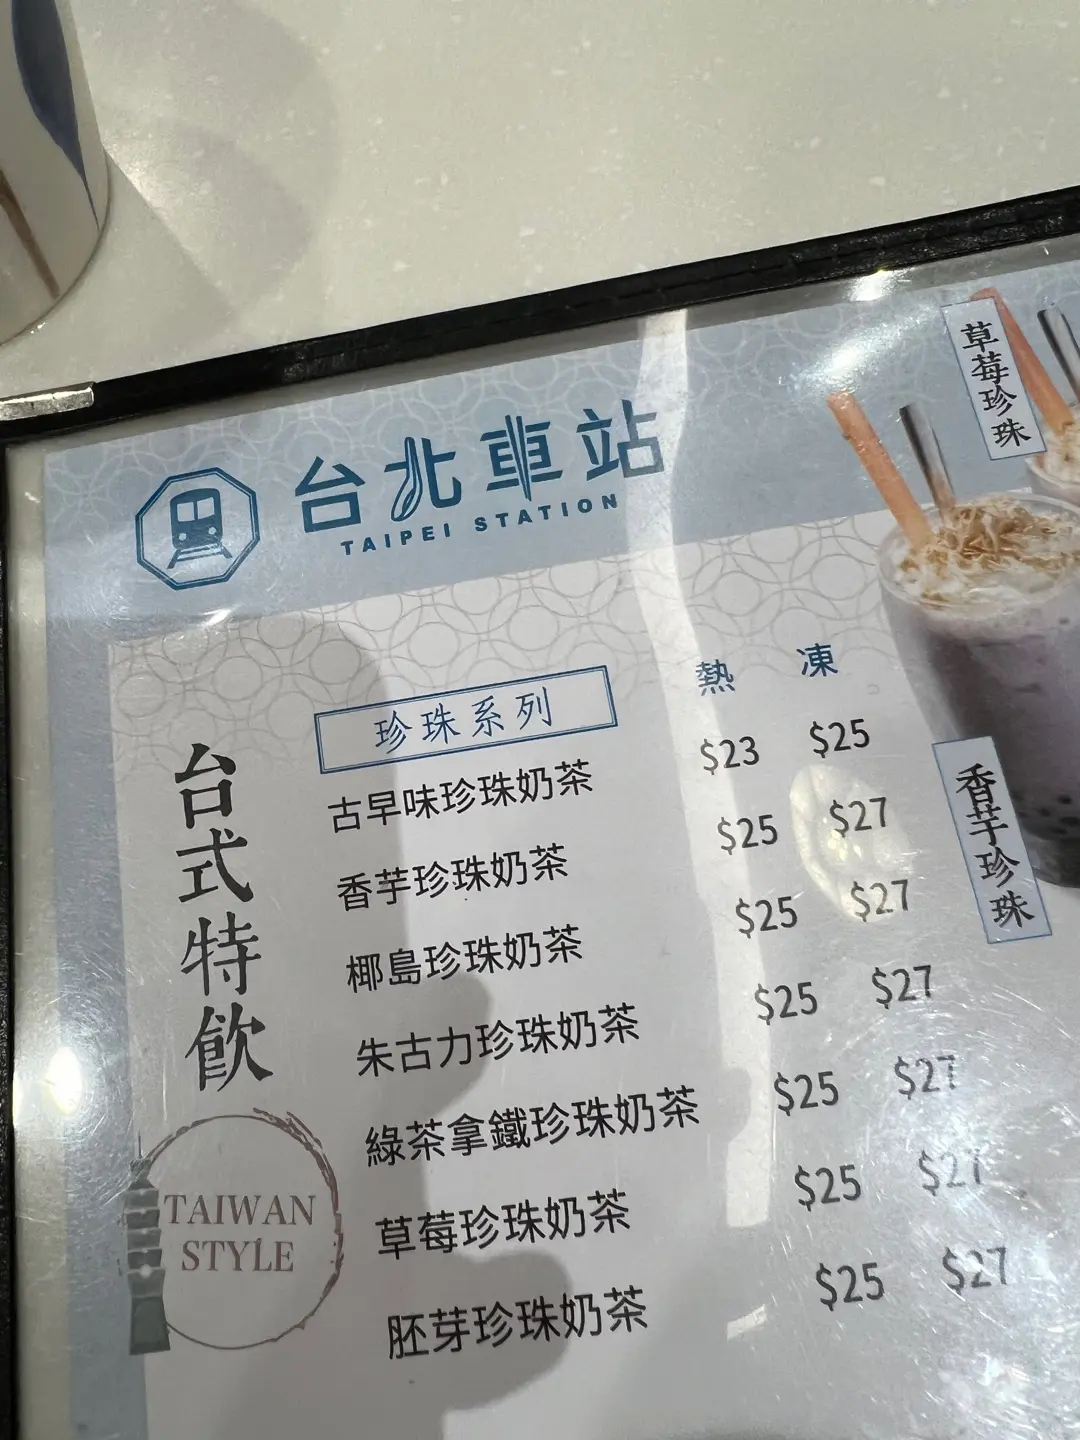 台北車站
TAIPEI STATION
草莓珍珠
香芋珍珠
台式特飲
TAIWAN
STYLE
珍珠系列 熱 凍
古早味珍珠奶茶 $23 $25
香芋珍珠奶茶 $25 $27
椰島珍珠奶茶 $25 $27
朱古力珍珠奶茶 $25 $27
綠茶拿鐵珍珠奶茶 $25 $27
草莓珍珠奶茶 $25 $27
胚芽珍珠奶茶 $25 $27